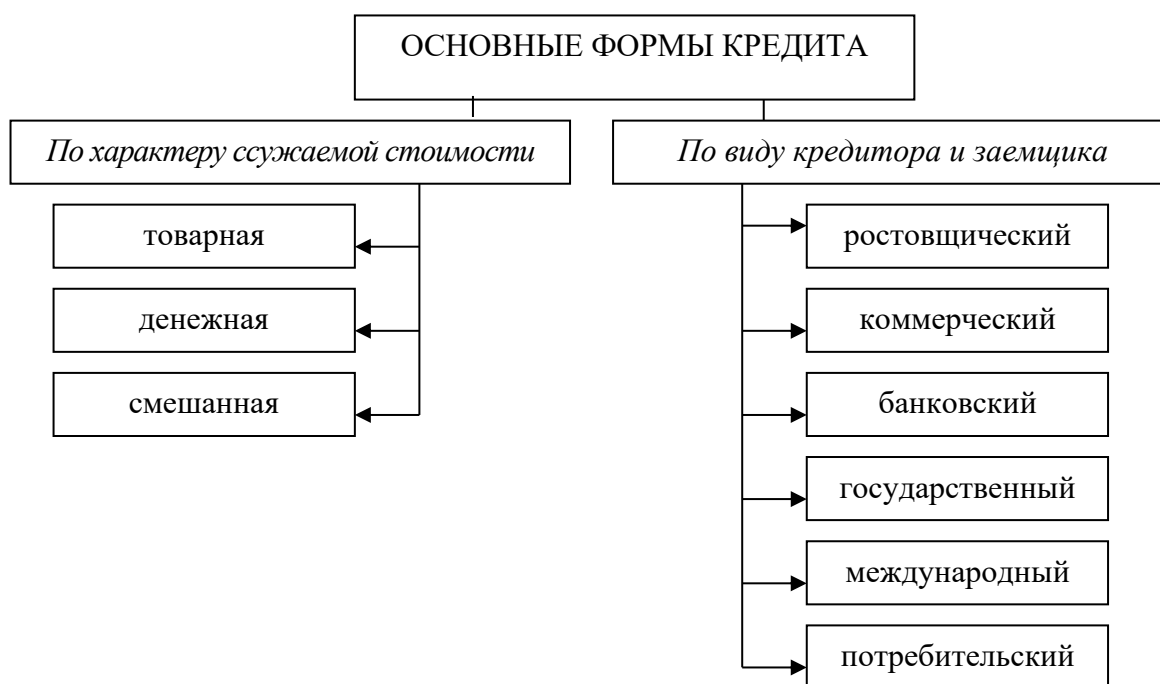 ОСНОВНЫЕ ФОРМЫ КРЕДИТА
По характеру ссужаемой стоимости
товарная
денежная
смешанная
По виду кредитора и заемщика
ростовщический
коммерческий
банковский
государственный
международный
потребительский